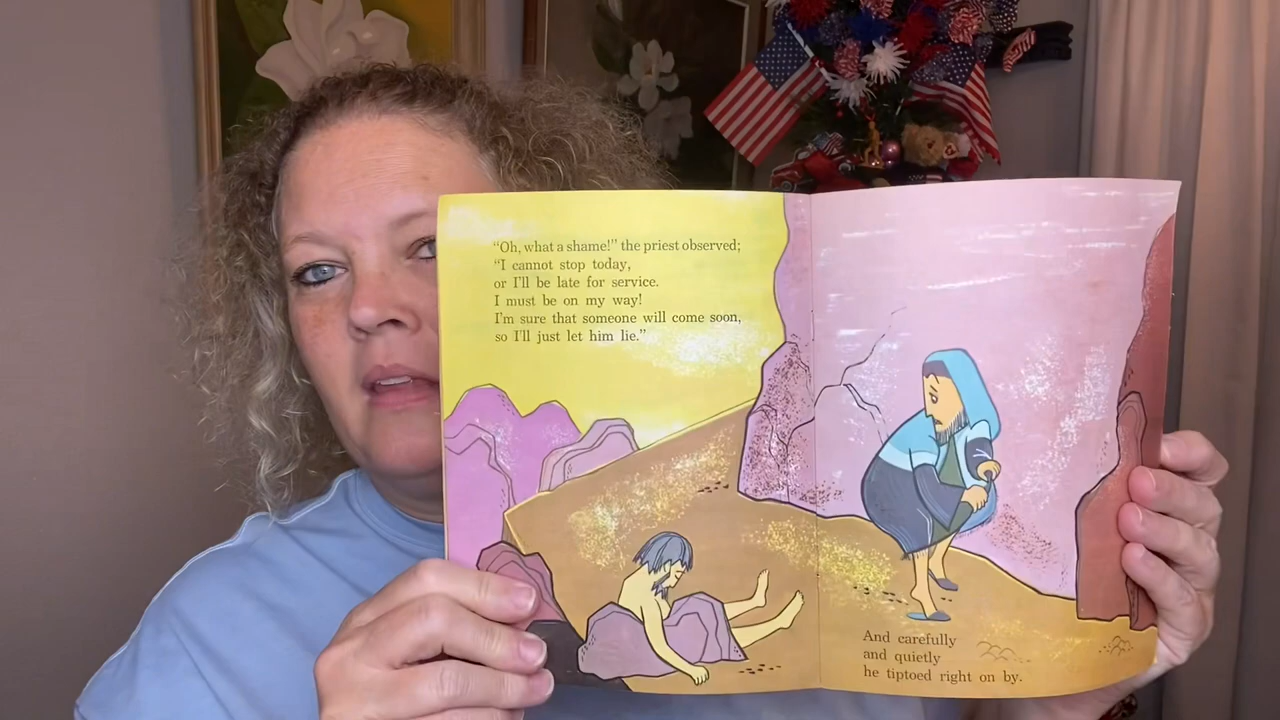 “Oh, what a shame!” the priest observed;
“I cannot stop today,
or I’ll be late for service.
I must be on my way!
I’m sure that someone will come soon,
so I’ll just let him lie.”
And carefully
and quietly
he tiptoed right on by.